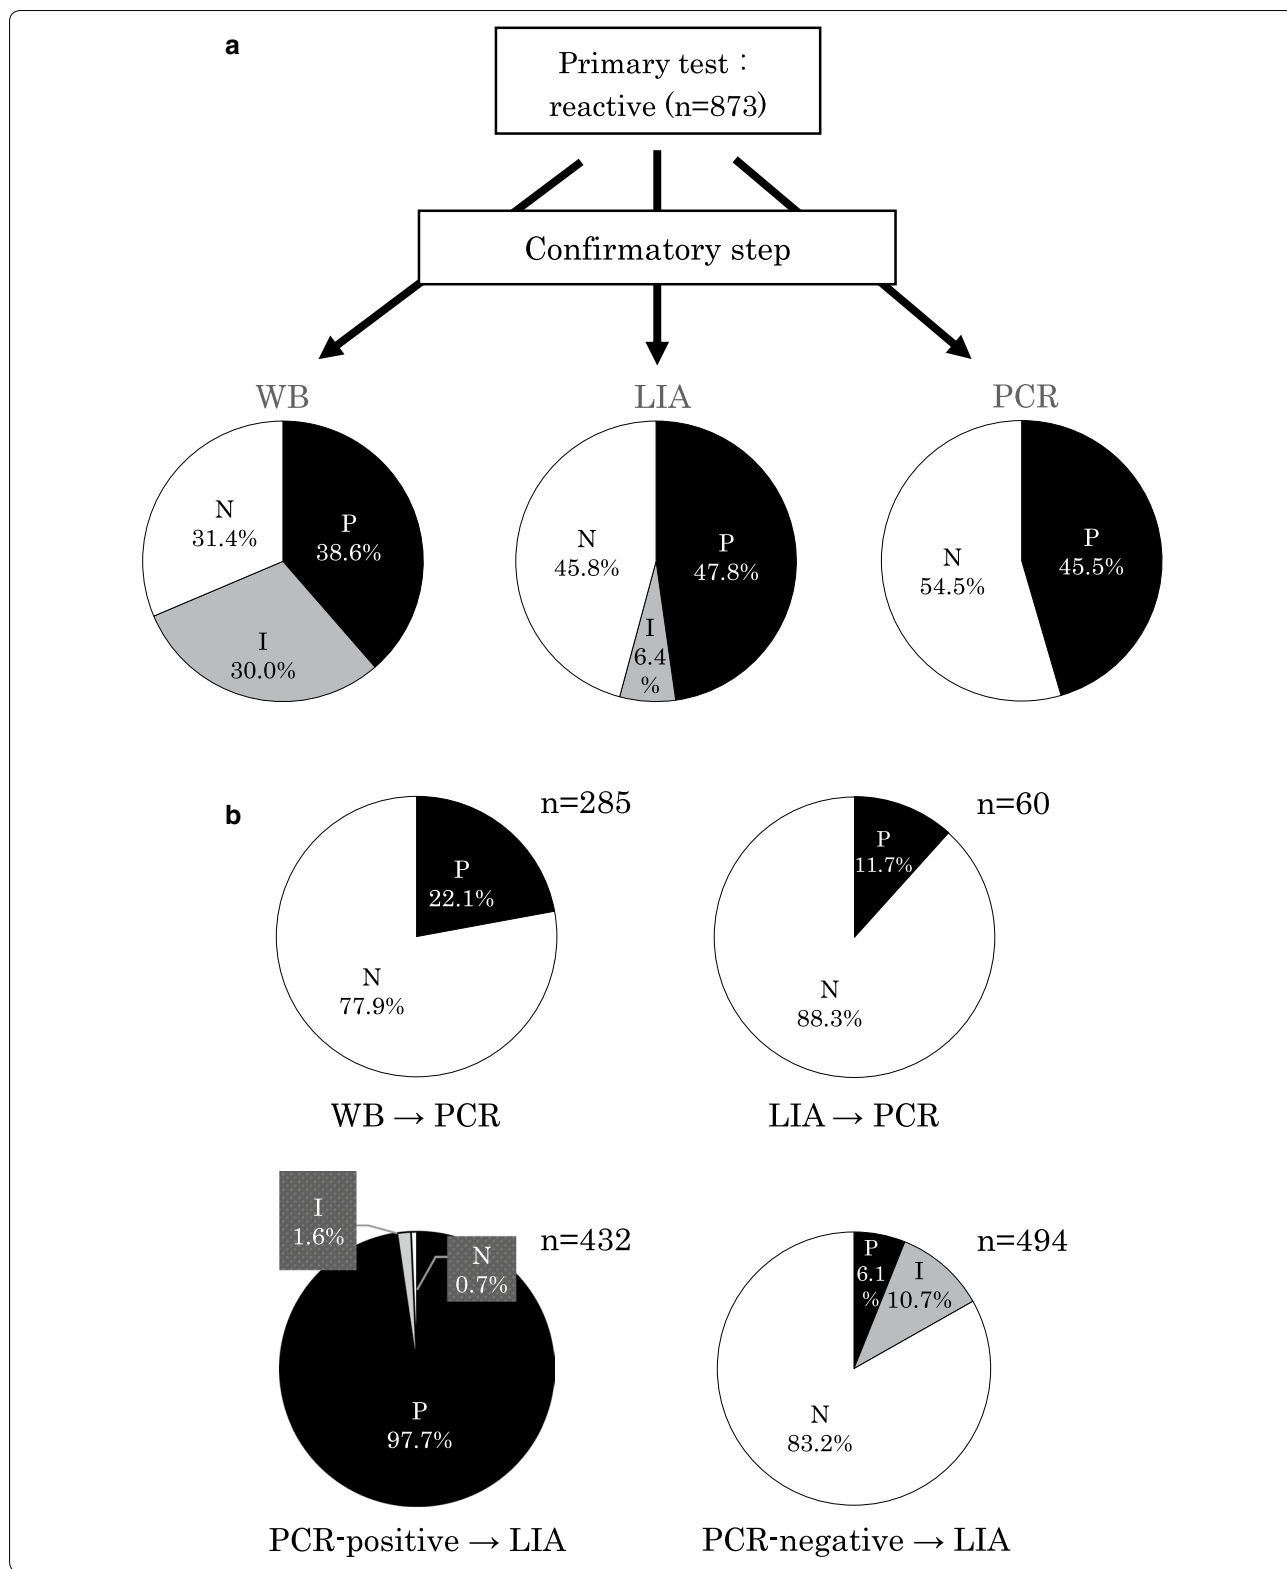 a
Primary test :
reactive (n=873)
Confirmatory step
WB
LIA
PCR
N
31.4%
P
38.6%
I
30.0%
N
45.8%
P
47.8%
I
6.4
%
N
54.5%
P
45.5%
b
n=285
P
22.1%
N
77.9%
WB → PCR
n=60
P
11.7%
N
88.3%
LIA → PCR
I
1.6%
N
0.7%
n=432
P
97.7%
PCR-positive → LIA
n=494
P
6.1
%
I
10.7%
N
83.2%
PCR-negative → LIA